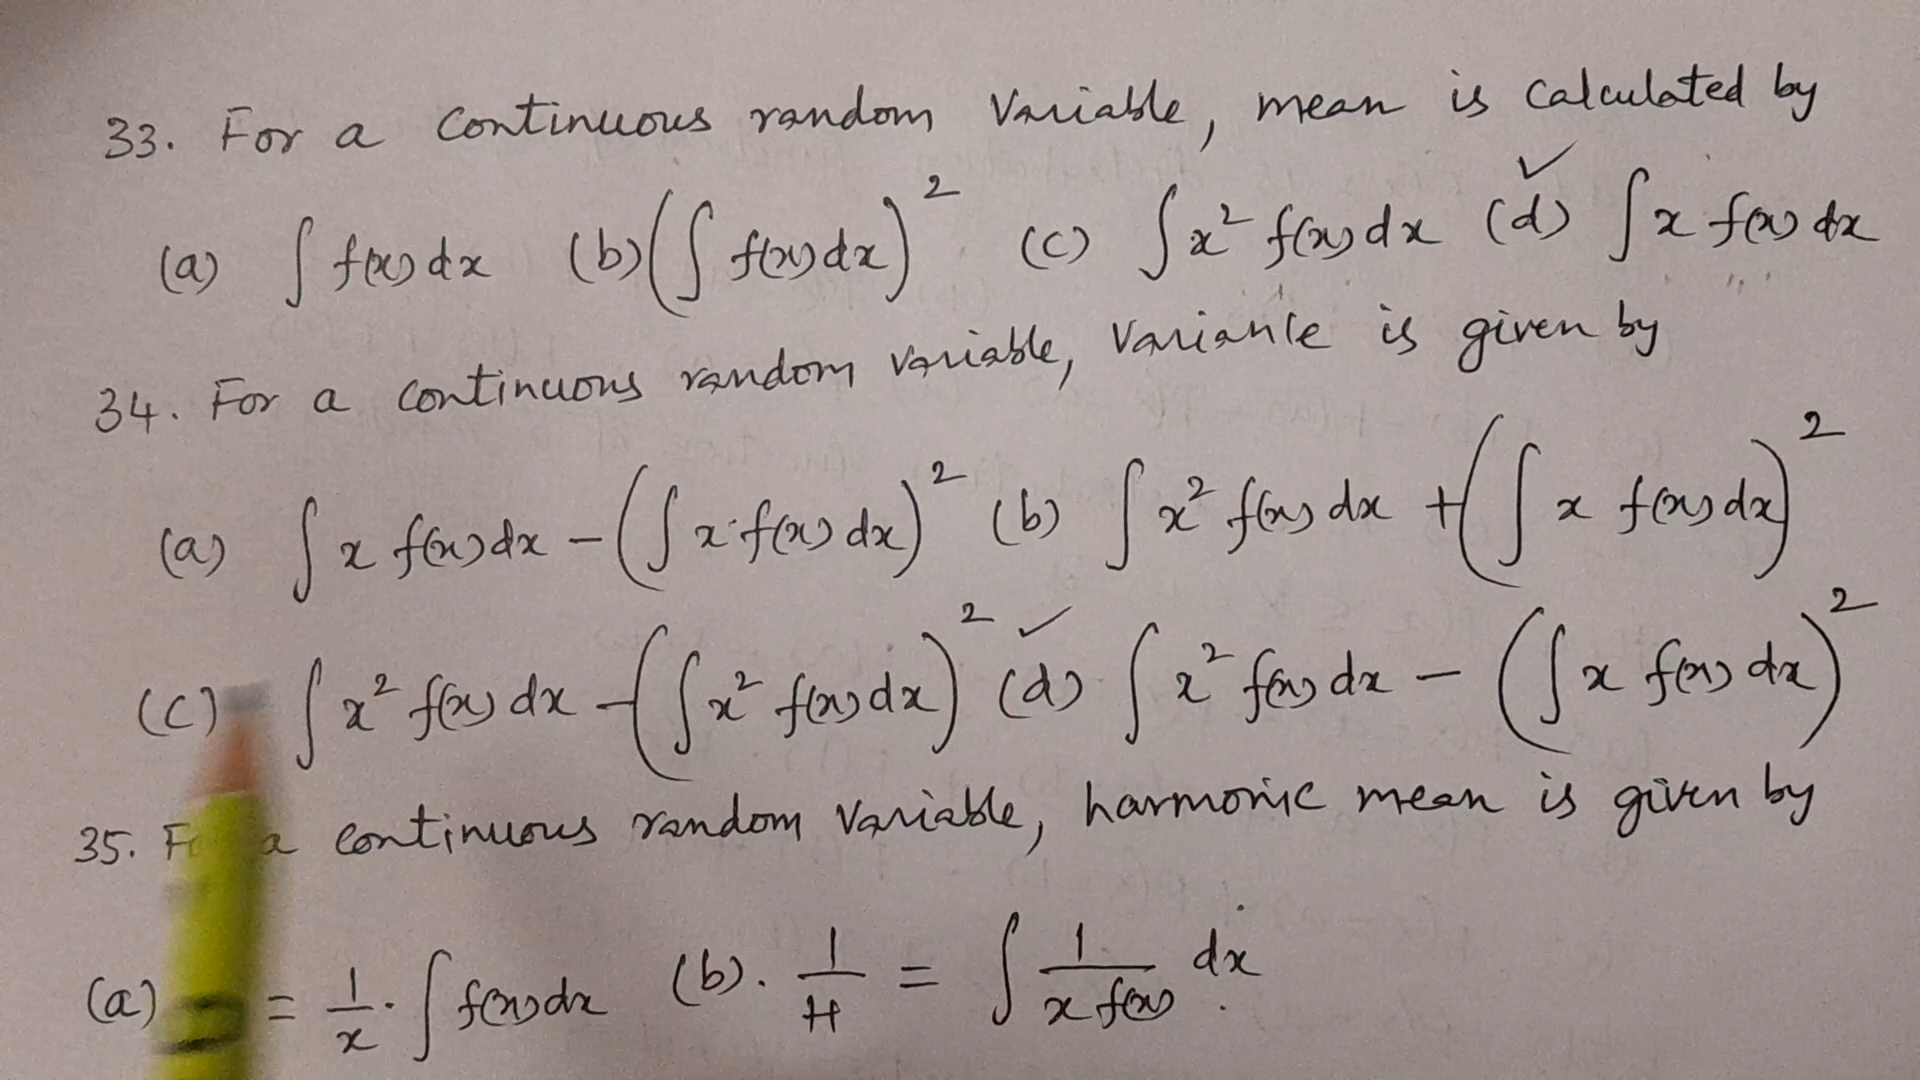 33. For a continuous random variable, mean is calculated by
(a) ∫ f(x) dx (b) (∫ f(x) dx)² (c) ∫ x² f(x) dx (d) ✓ ∫ x f(x) dx
34. For a continuous random variable, variance is given by
(a) ∫ x f(x) dx - (∫ x f(x) dx)² (b) ∫ x² f(x) dx + (∫ x f(x) dx)²
(c) ∫ x² f(x) dx - (∫ x² f(x) dx)² (d) ✓ ∫ x² f(x) dx - (∫ x f(x) dx)²
35. a continuous random variable, harmonic mean is given by
(a) = 1/x . ∫ f(x) dx (b). 1/H = ∫ 1/(x f(x)) dx.